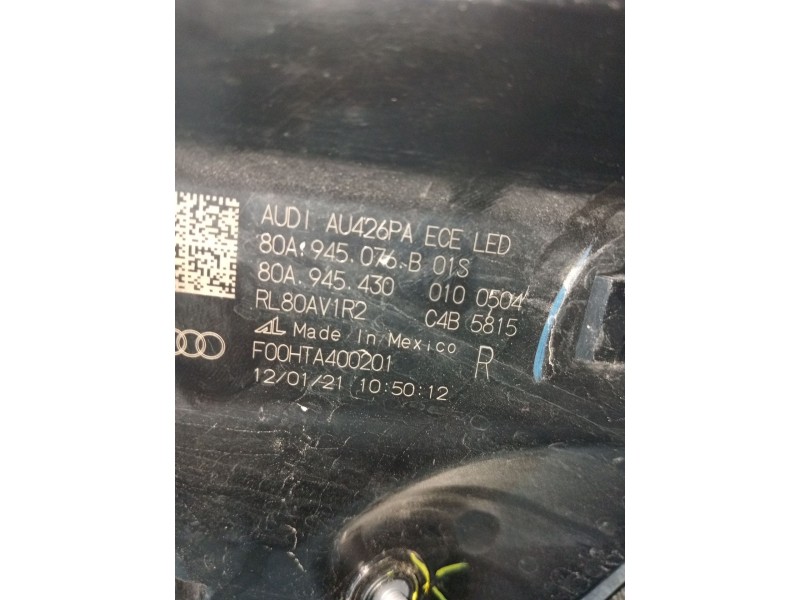 AUDI AU426PA ECE LED
80A.945.076.B 01S
80A.945.430 010 0504
RL80AV1R2 C4B 5815
AL Made in Mexico
F00HTA400201 R
12/01/21 10:50:12